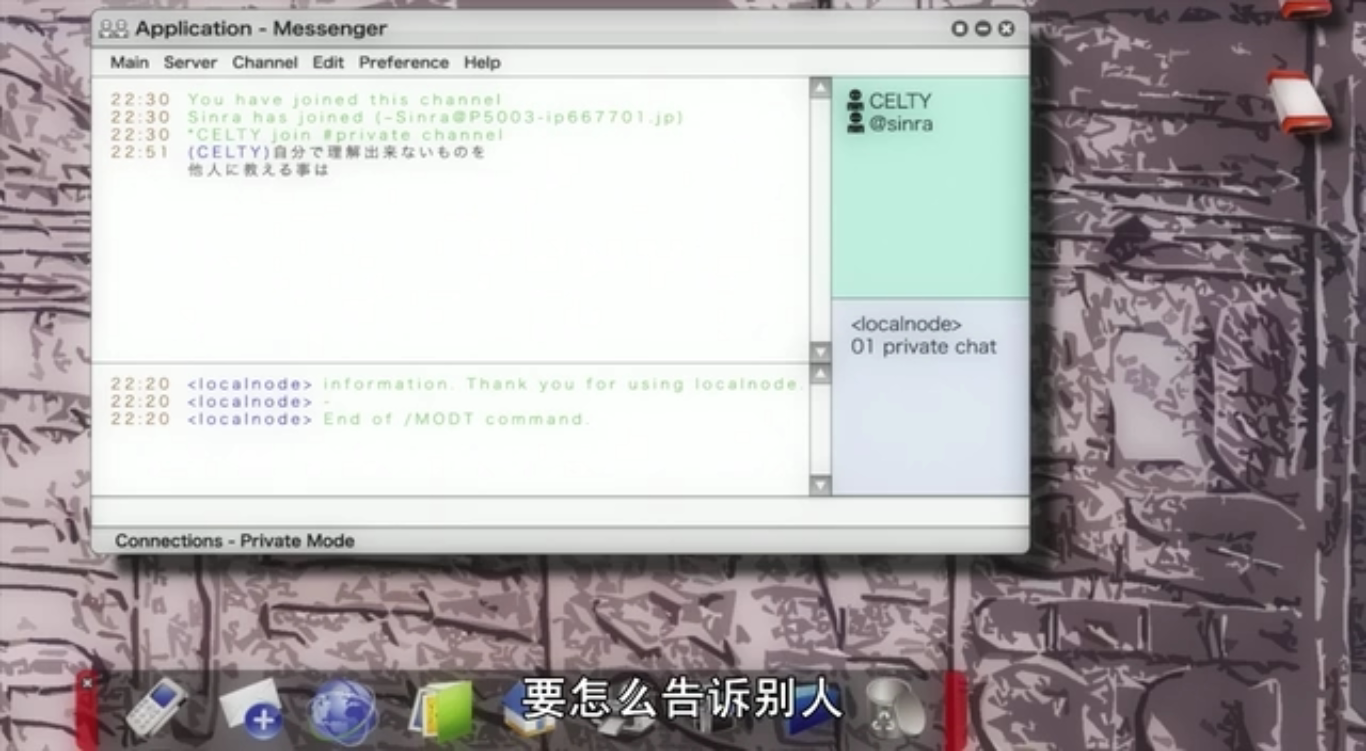 Application - Messenger
Main Server Channel Edit Preference Help
22:30 You have joined this channel
22:30 Sinra has joined (~Sinra@P5003-ip667701.jp)
22:30 *CELTY join #private channel
22:51 (CELTY)自分で理解出来ないものを
他人に教える事は
CELTY
@sinra
<localnode>
01 private chat
22:20 <localnode> information. Thank you for using localnode.
22:20 <localnode> -
22:20 <localnode> End of /MODT command.
Connections - Private Mode
要怎么告诉别人